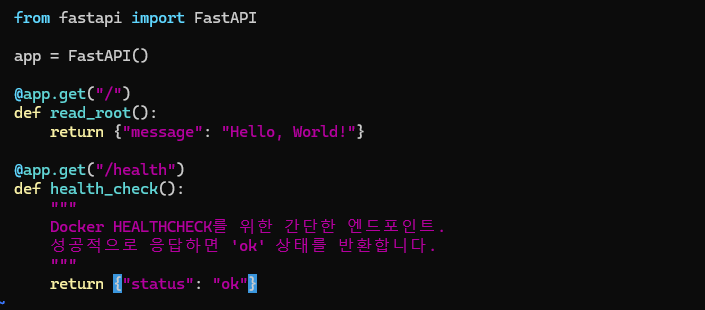 from fastapi import FastAPI
app = FastAPI()
@app.get("/")
def read_root():
    return {"message": "Hello, World!"}
@app.get("/health")
def health_check():
    """
    Docker HEALTHCHECK를 위한 간단한 엔드포인트.
    성공적으로 응답하면 'ok' 상태를 반환합니다.
    """
    return {"status": "ok"}
~